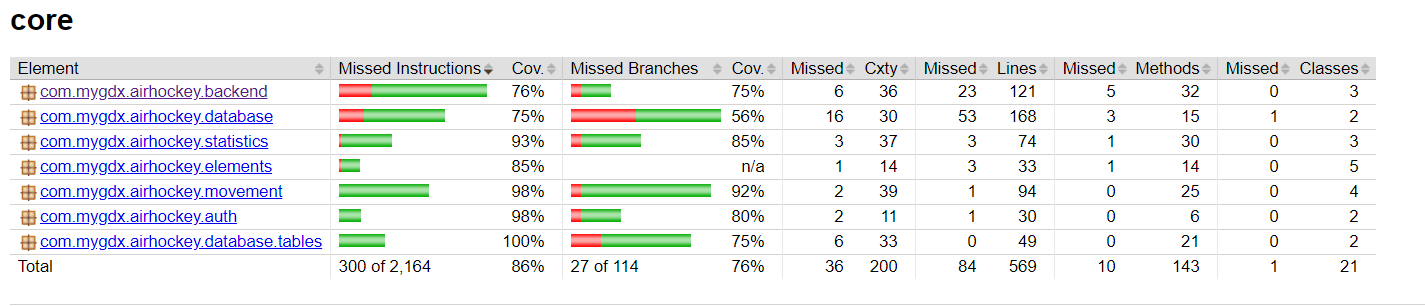 core
Element Missed Instructions Cov. Missed Branches Cov. Missed Cxty Missed Lines Missed Methods Missed Classes
com.mygdx.airhockey.backend 76% 75% 6 36 23 121 5 32 0 3
com.mygdx.airhockey.database 75% 56% 16 30 53 168 3 15 1 2
com.mygdx.airhockey.statistics 93% 85% 3 37 3 74 1 30 0 3
com.mygdx.airhockey.elements 85% n/a 1 14 3 33 1 14 0 5
com.mygdx.airhockey.movement 98% 92% 2 39 1 94 0 25 0 4
com.mygdx.airhockey.auth 98% 80% 2 11 1 30 0 6 0 2
com.mygdx.airhockey.database.tables 100% 75% 6 33 0 49 0 21 0 2
Total 300 of 2,164 86% 27 of 114 76% 36 200 84 569 10 143 1 21